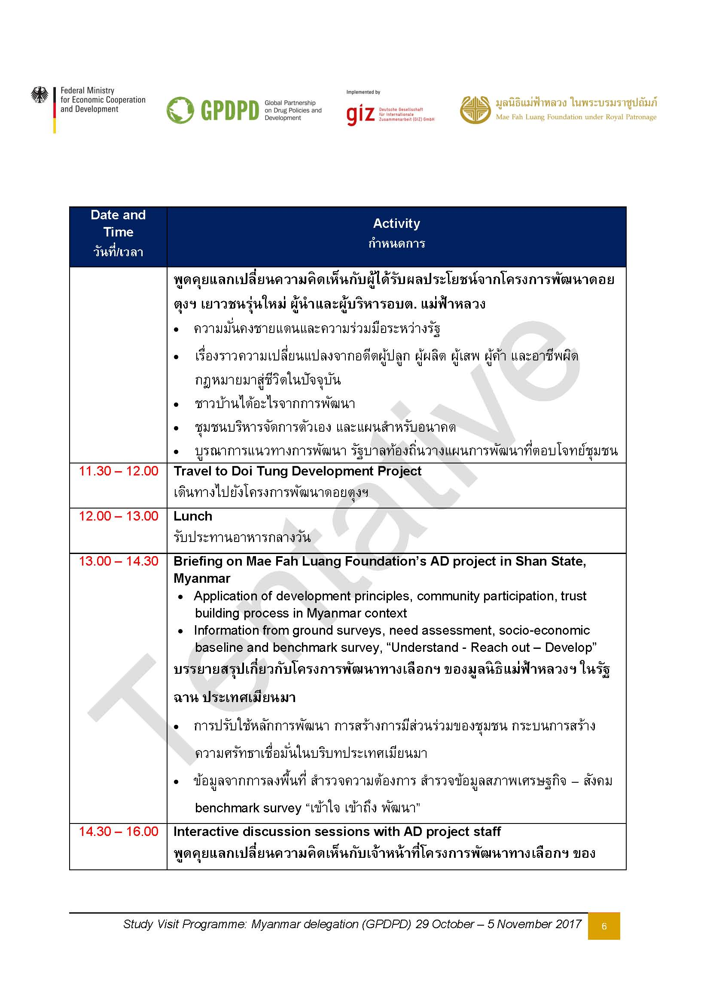 Federal Ministry
for Economic Cooperation
and Development
GPDPD
Global Partnership
on Drug Policies and
Development
Implemented by
giz
Deutsche Gesellschaft
für Internationale
Zusammenarbeit (GIZ) GmbH
มูลนิธิแม่ฟ้าหลวง ในพระบรมราชูปถัมภ์
Mae Fah Luang Foundation under Royal Patronage
Date and
Time
วันที่/เวลา
Activity
กำหนดการ
พูดคุยแลกเปลี่ยนความคิดเห็นกับผู้ได้รับผลประโยชน์จากโครงการพัฒนาดอย
ตุงฯ เยาวชนรุ่นใหม่ ผู้นำและผู้บริหารอบต. แม่ฟ้าหลวง
• ความมั่นคงชายแดนและความร่วมมือระหว่างรัฐ
• เรื่องราวความเปลี่ยนแปลงจากอดีตผู้ปลูก ผู้ผลิต ผู้เสพ ผู้ค้า และอาชีพผิด
กฎหมายมาสู่ชีวิตในปัจจุบัน
• ชาวบ้านได้อะไรจากการพัฒนา
• ชุมชนบริหารจัดการตัวเอง และแผนสำหรับอนาคต
• บูรณาการแนวทางการพัฒนา รัฐบาลท้องถิ่นวางแผนการพัฒนาที่ตอบโจทย์ชุมชน
11.30 – 12.00
Travel to Doi Tung Development Project
เดินทางไปยังโครงการพัฒนาดอยตุงฯ
12.00 – 13.00
Lunch
รับประทานอาหารกลางวัน
13.00 – 14.30
Briefing on Mae Fah Luang Foundation’s AD project in Shan State,
Myanmar
• Application of development principles, community participation, trust
building process in Myanmar context
• Information from ground surveys, need assessment, socio-economic
baseline and benchmark survey, “Understand - Reach out – Develop”
บรรยายสรุปเกี่ยวกับโครงการพัฒนาทางเลือกฯ ของมูลนิธิแม่ฟ้าหลวงฯ ในรัฐ
ฉาน ประเทศเมียนมา
• การปรับใช้หลักการพัฒนา การสร้างการมีส่วนร่วมของชุมชน กระบนการสร้าง
ความศรัทธาเชื่อมั่นในบริบทประเทศเมียนมา
• ข้อมูลจากการลงพื้นที่ สำรวจความต้องการ สำรวจข้อมูลสภาพเศรษฐกิจ – สังคม
benchmark survey “เข้าใจ เข้าถึง พัฒนา”
14.30 – 16.00
Interactive discussion sessions with AD project staff
พูดคุยแลกเปลี่ยนความคิดเห็นกับเจ้าหน้าที่โครงการพัฒนาทางเลือกฯ ของ
Tentative
Study Visit Programme: Myanmar delegation (GPDPD) 29 October – 5 November 2017
6